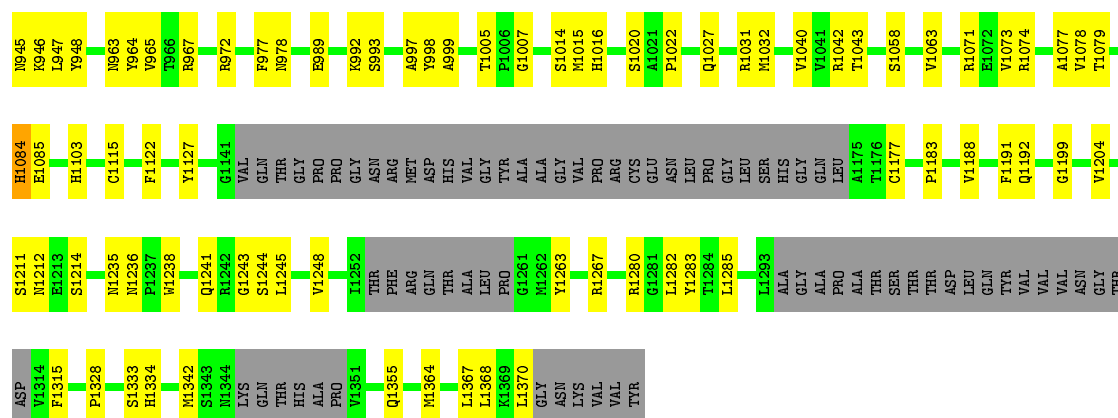 N945 K946 L947 Y948 N963 Y964 V965 T966 R967 R972 F977 N978 E989 K992 S993 A997 Y998 A999 T1005 P1006 G1007 S1014 M1015 H1016 S1020 A1021 P1022 Q1027 R1031 M1032 V1040 V1041 R1042 T1043 S1058 V1063 R1071 E1072 V1073 R1074 A1077 V1078 T1079
H1084 E1085 H1103 C1115 F1122 Y1127 G1141 VAL GLN THR GLY PRO PRO GLY ASN ARG MET ASP HIS VAL GLY TYR ALA ALA GLY VAL PRO ARG CYS GLU ASN LEU PRO GLY LEU SER HIS GLY GLN LEU A1175 T1176 C1177 P1183 V1188 F1191 Q1192 G1199 V1204
S1211 N1212 E1213 S1214 N1235 N1236 P1237 W1238 Q1241 R1242 G1243 S1244 L1245 V1248 I1252 THR PHE ARG GLN THR ALA LEU PRO G1261 M1262 Y1263 R1267 R1280 G1281 L1282 Y1283 T1284 L1285 L1293 ALA GLY ALA PRO ALA THR SER THR THR ASP LEU GLN TYR VAL VAL VAL ASN GLY THR
ASP V1314 F1315 P1328 S1333 H1334 M1342 S1343 N1344 LYS GLN THR HIS ALA PRO V1351 Q1355 M1364 L1367 L1368 K1369 L1370 GLY ASN LYS VAL VAL TYR